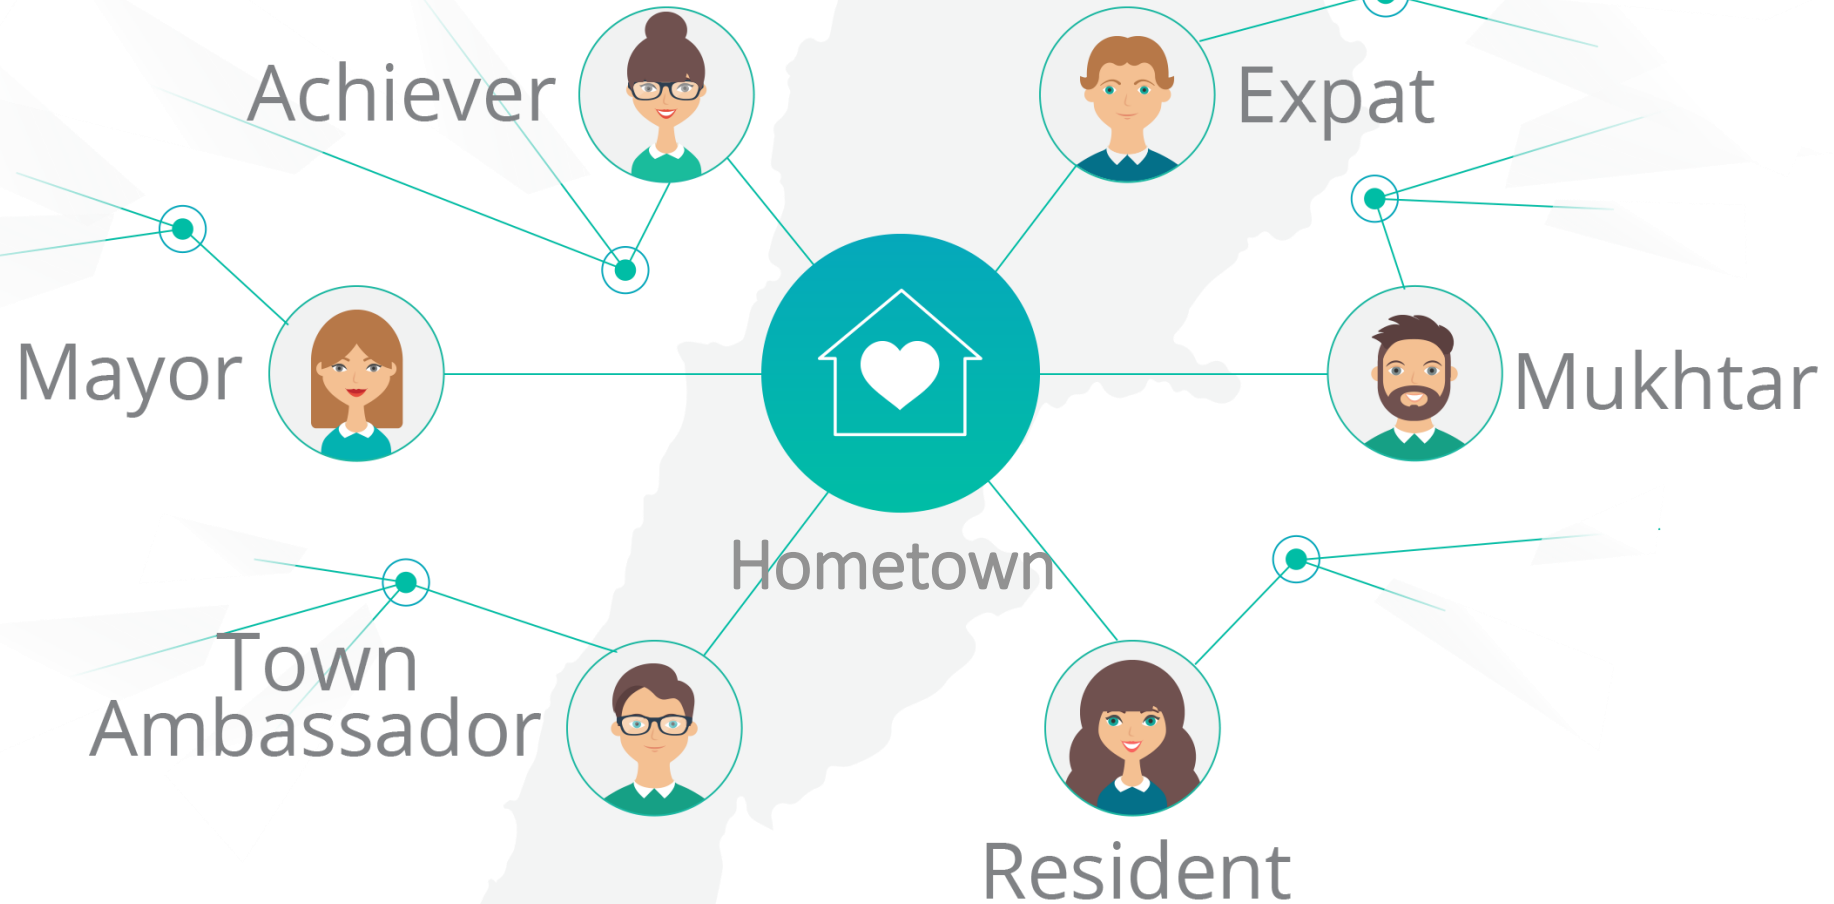 Achiever
Expat
Mayor
Mukhtar
Hometown
Town
Ambassador
Resident